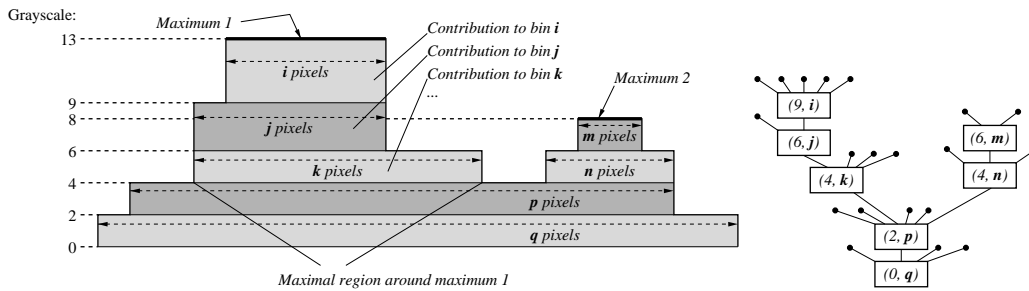 Grayscale:
Maximum 1
13
Contribution to bin i
i pixels
Contribution to bin j
Contribution to bin k
...
Maximum 2
9
8
j pixels
m pixels
6
k pixels
n pixels
4
p pixels
2
q pixels
0
Maximal region around maximum 1
(9, i)
(6, j)
(6, m)
(4, k)
(4, n)
(2, p)
(0, q)